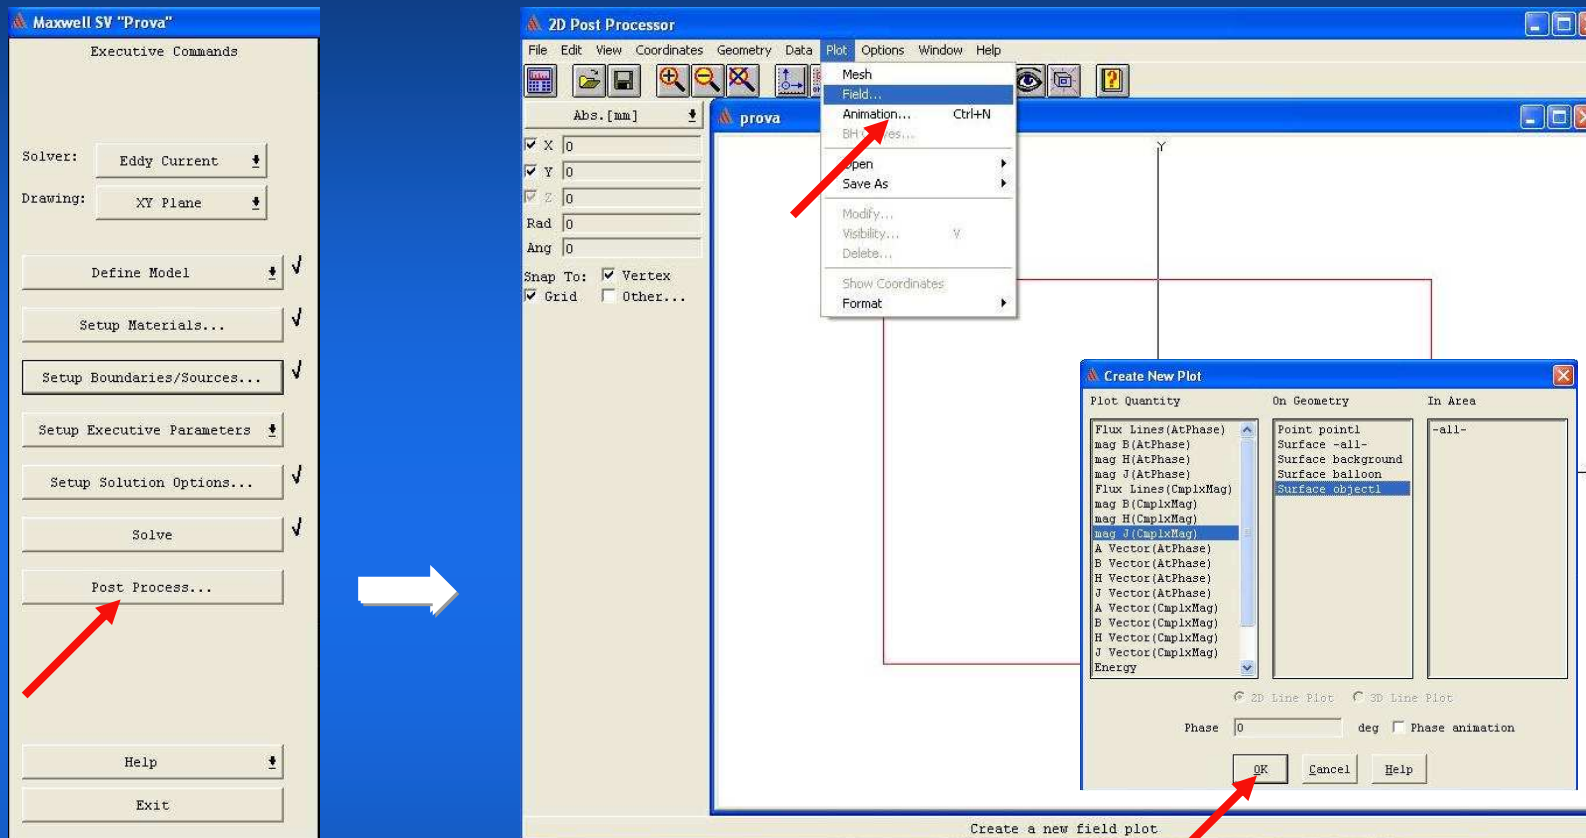 Maxwell SV "Prova"
Executive Commands
Solver: Eddy Current
Drawing: XY Plane
Define Model
Setup Materials...
Setup Boundaries/Sources...
Setup Executive Parameters
Setup Solution Options...
Solve
Post Process...
Help
Exit
2D Post Processor
File Edit View Coordinates Geometry Data Plot Options Window Help
Abs.[mm]
X 0
Y 0
Z 0
Rad 0
Ang 0
Snap To: Vertex
Grid Other...
Mesh
Field...
Animation... Ctrl+N
Open
Save As
Modify...
Visibility... V
Delete...
Show Coordinates
Format
prova
Y
Create New Plot
Plot Quantity
Flux Lines(AtPhase)
mag B(AtPhase)
mag H(AtPhase)
mag J(AtPhase)
Flux Lines(CmplxMag)
mag B(CmplxMag)
mag H(CmplxMag)
mag J(CmplxMag)
A Vector(AtPhase)
B Vector(AtPhase)
H Vector(AtPhase)
J Vector(AtPhase)
A Vector(CmplxMag)
B Vector(CmplxMag)
H Vector(CmplxMag)
J Vector(CmplxMag)
Energy
On Geometry
Point point1
Surface -all-
Surface background
Surface balloon
Surface object1
In Area
-all-
2D Line Plot 3D Line Plot
Phase 0 deg Phase animation
OK Cancel Help
Create a new field plot